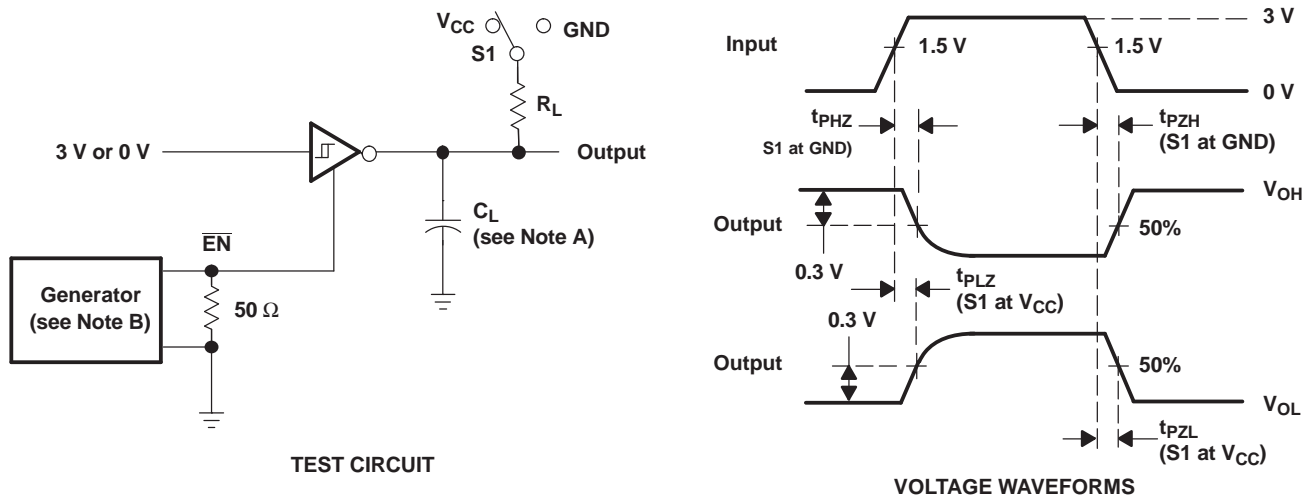 VCC
GND
S1
RL
3 V or 0 V
Output
CL
(see Note A)
EN
Generator
(see Note B)
50 Ω
TEST CIRCUIT
3 V
Input
1.5 V
1.5 V
0 V
tPHZ
S1 at GND)
tPZH
(S1 at GND)
VOH
Output
50%
0.3 V
tPLZ
(S1 at VCC)
0.3 V
Output
50%
VOL
tPZL
(S1 at VCC)
VOLTAGE WAVEFORMS